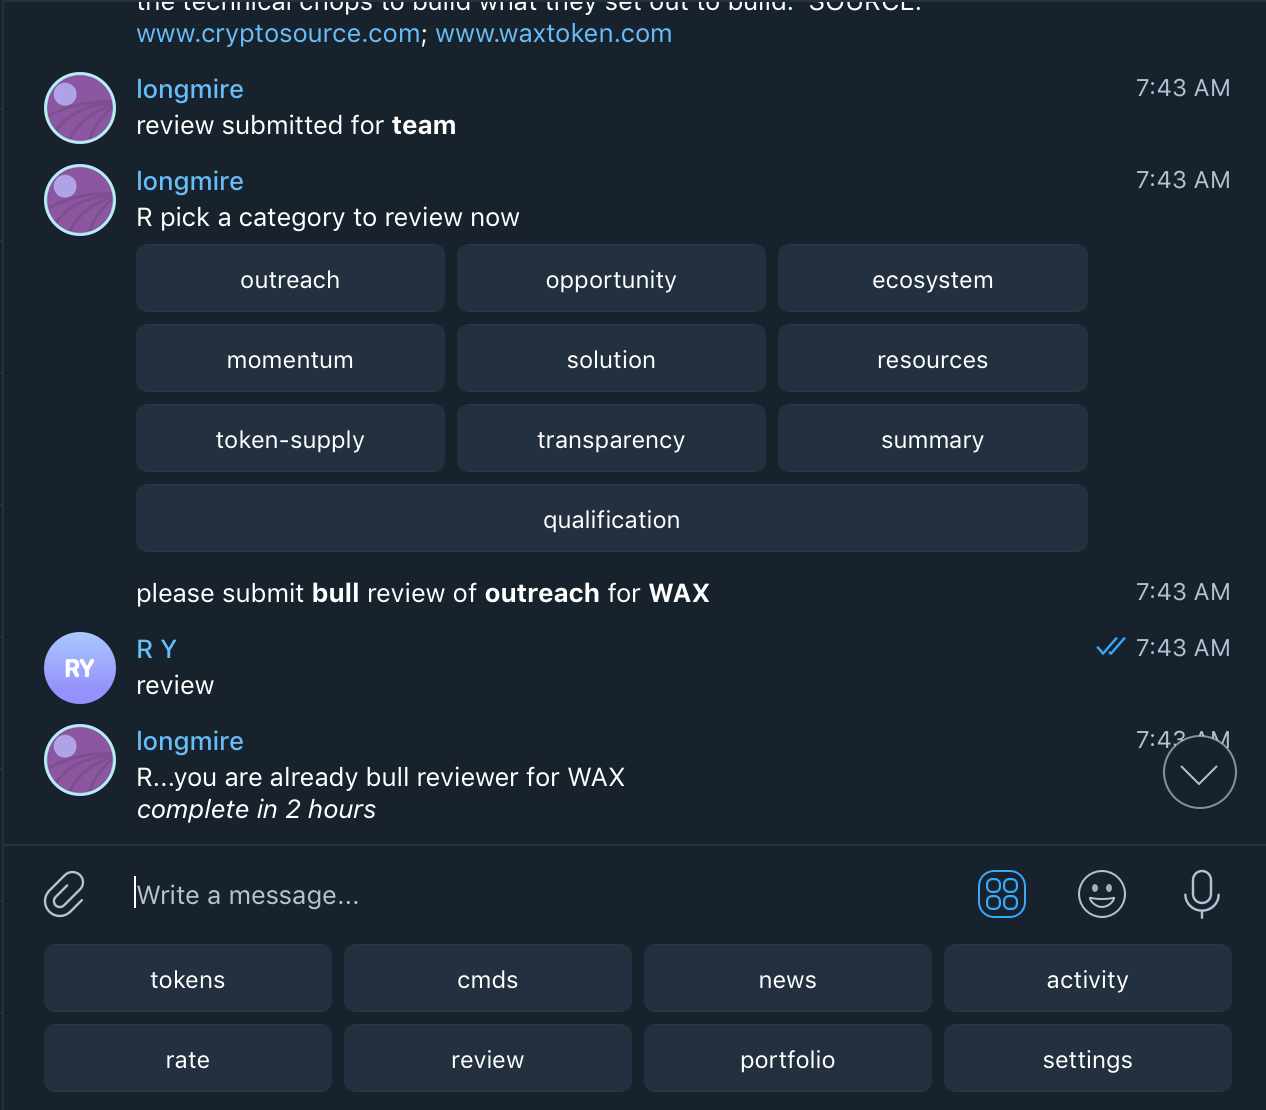 the technical chops to build what they set out to build. SOURCE:
www.cryptosource.com; www.waxtoken.com
longmire 7:43 AM
review submitted for team
longmire 7:43 AM
R pick a category to review now
outreach opportunity ecosystem
momentum solution resources
token-supply transparency summary
qualification
please submit bull review of outreach for WAX 7:43 AM
R Y 7:43 AM
RY
review
longmire 7:43 AM
R...you are already bull reviewer for WAX
complete in 2 hours
Write a message...
tokens cmds news activity
rate review portfolio settings